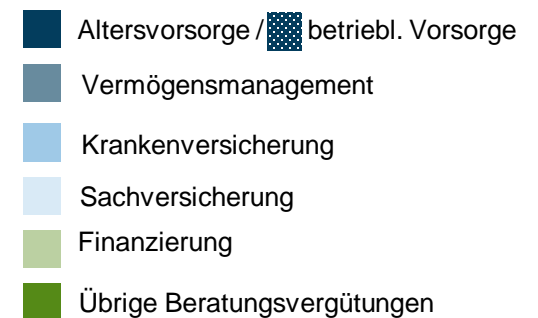 Altersvorsorge / betriebl. Vorsorge
Vermögensmanagement
Krankenversicherung
Sachversicherung
Finanzierung
Übrige Beratungsvergütungen